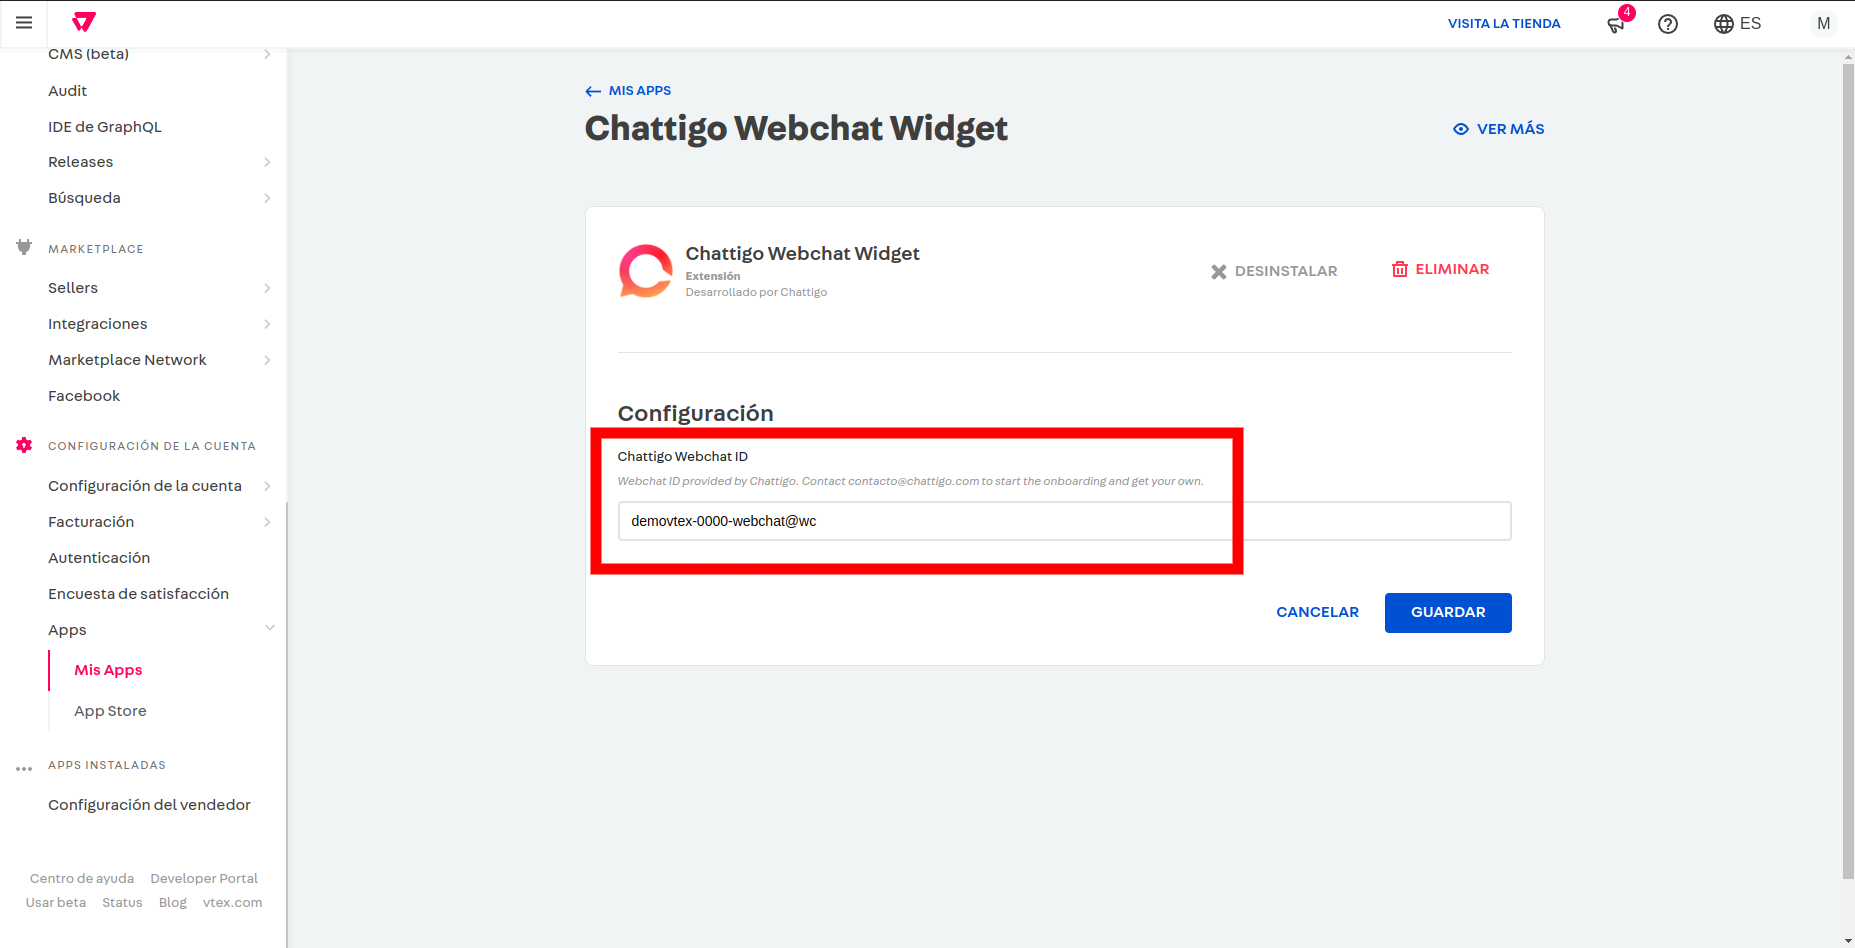 VISITA LA TIENDA
4
ES
M
CMS (beta)
Audit
IDE de GraphQL
Releases
Búsqueda
MARKETPLACE
Sellers
Integraciones
Marketplace Network
Facebook
CONFIGURACIÓN DE LA CUENTA
Configuración de la cuenta
Facturación
Autenticación
Encuesta de satisfacción
Apps
Mis Apps
App Store
APPS INSTALADAS
Configuración del vendedor
Centro de ayuda Developer Portal
Usar beta Status Blog vtex.com
MIS APPS
Chattigo Webchat Widget
VER MÁS
Chattigo Webchat Widget
Extensión
Desarrollado por Chattigo
DESINSTALAR
ELIMINAR
Configuración
Chattigo Webchat ID
Webchat ID provided by Chattigo. Contact contacto@chattigo.com to start the onboarding and get your own.
demovtex-0000-webchat@wc
CANCELAR
GUARDAR